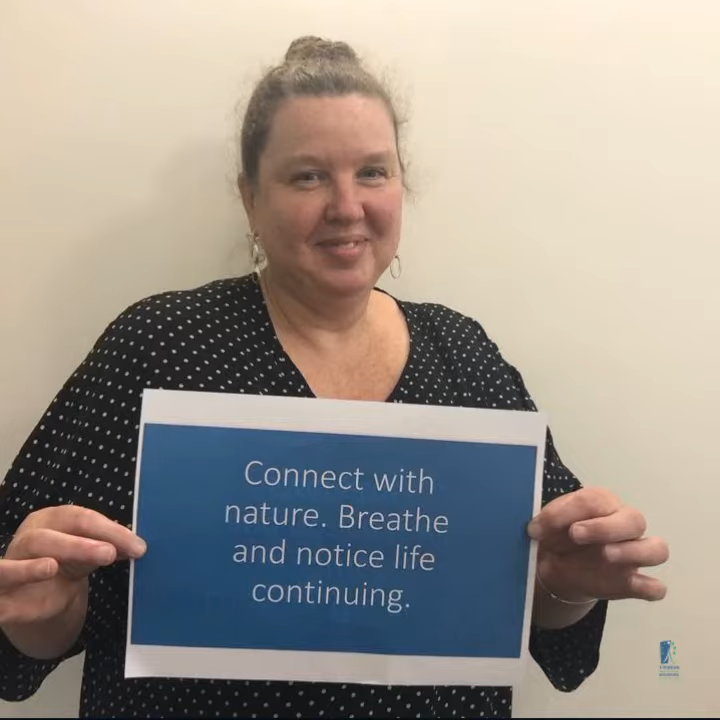 Connect with
nature. Breathe
and notice life
continuing.